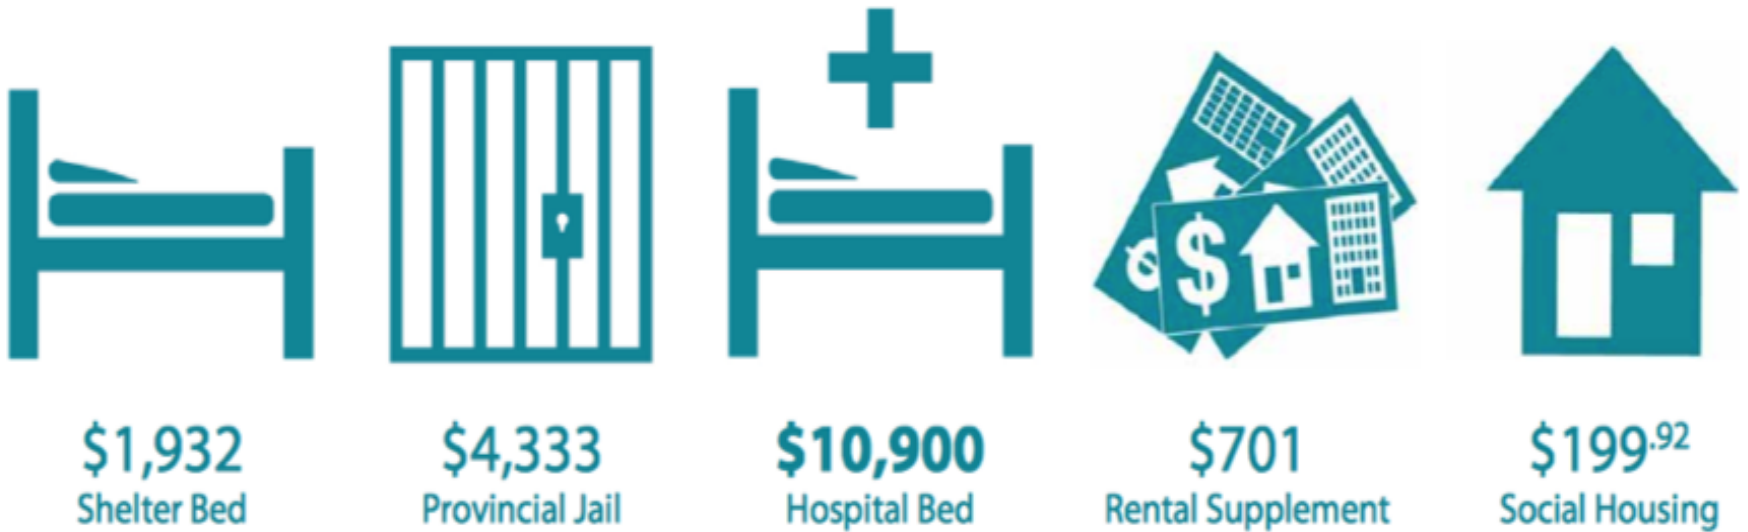 $1,932
Shelter Bed
$4,333
Provincial Jail
$10,900
Hospital Bed
$
$701
Rental Supplement
$199.92
Social Housing